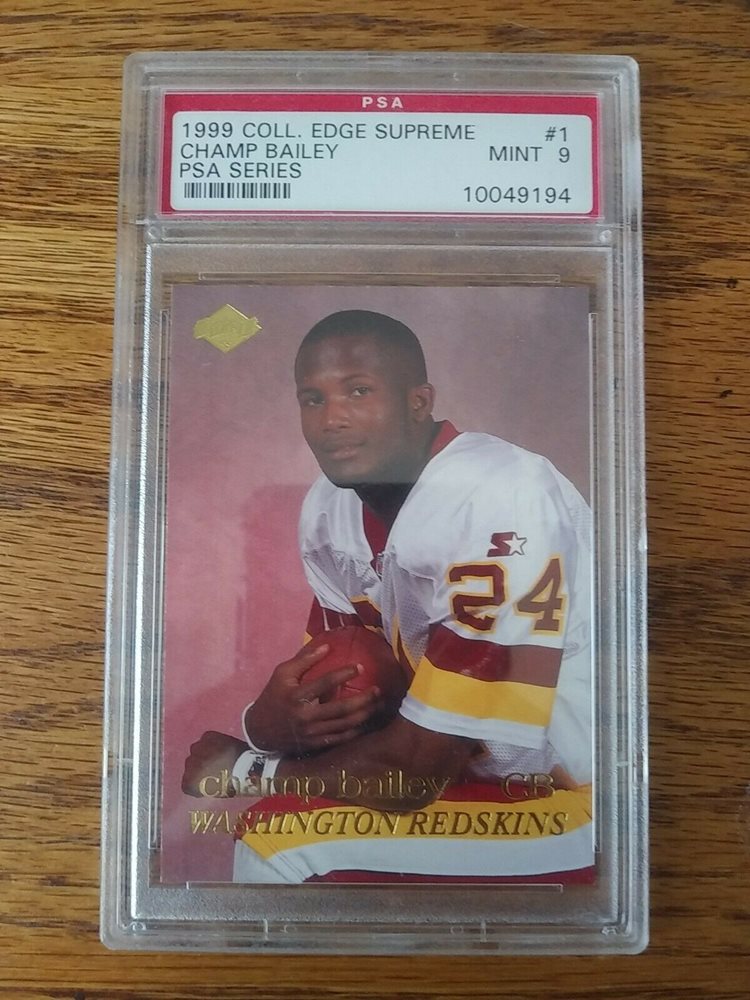 PSA
1999 COLL. EDGE SUPREME #1
CHAMP BAILEY MINT 9
PSA SERIES
10049194
24
champ bailey CB
WASHINGTON REDSKINS